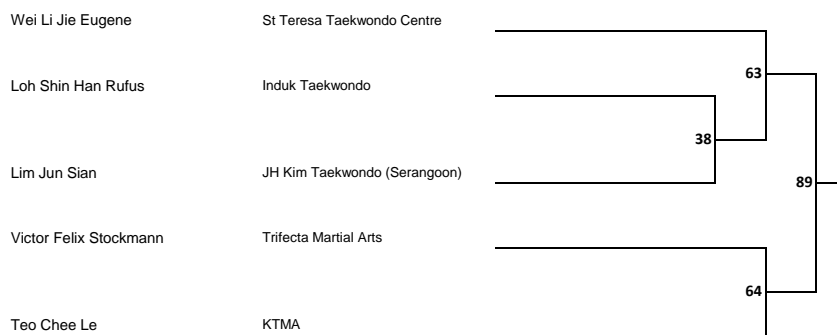 Wei Li Jie Eugene St Teresa Taekwondo Centre
63
Loh Shin Han Rufus Induk Taekwondo
38
Lim Jun Sian JH Kim Taekwondo (Serangoon)
89
Victor Felix Stockmann Trifecta Martial Arts
64
Teo Chee Le KTMA